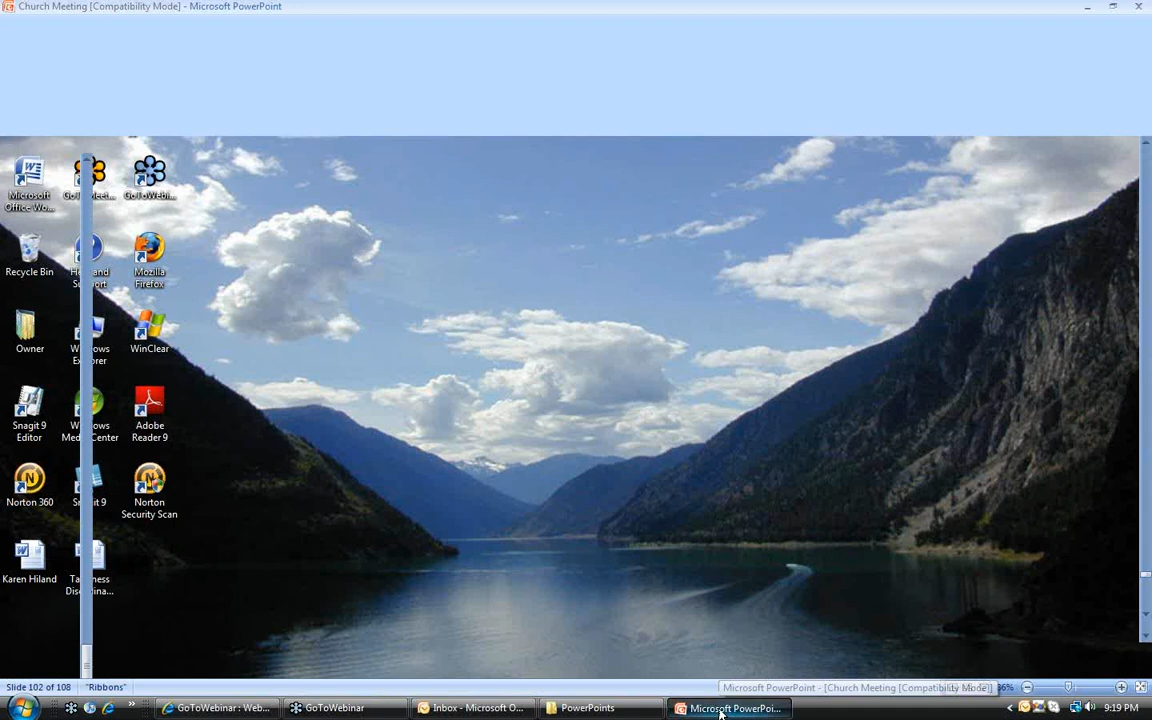 Church Meeting [Compatibility Mode] - Microsoft PowerPoint
Microsoft
Office Wo...
GoToWebi...
Recycle Bin
Mozilla
Firefox
Owner
WinClear
Snagit 9
Editor
Adobe
Reader 9
Norton 360
Norton
Security Scan
Karen Hiland
Slide 102 of 108
"Ribbons"
Microsoft PowerPoint - [Church Meeting [Compatibility Mode]]
GoToWebinar : Web...
GoToWebinar
Inbox - Microsoft O...
PowerPoints
Microsoft PowerPoi...
9:19 PM